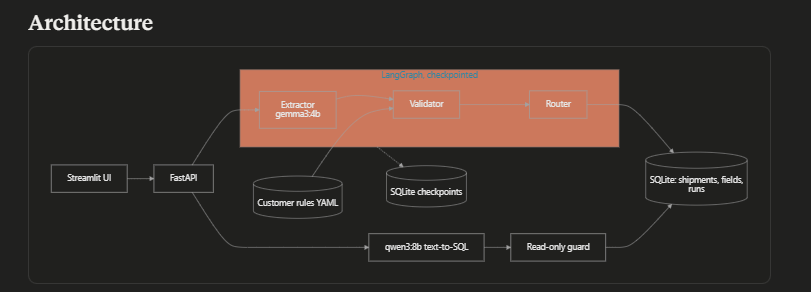 Architecture
LangGraph, checkpointed
Extractor
gemma3:4b
Validator
Router
Streamlit UI
FastAPI
Customer rules YAML
SQLite checkpoints
SQLite: shipments, fields,
runs
qwen3:8b text-to-SQL
Read-only guard